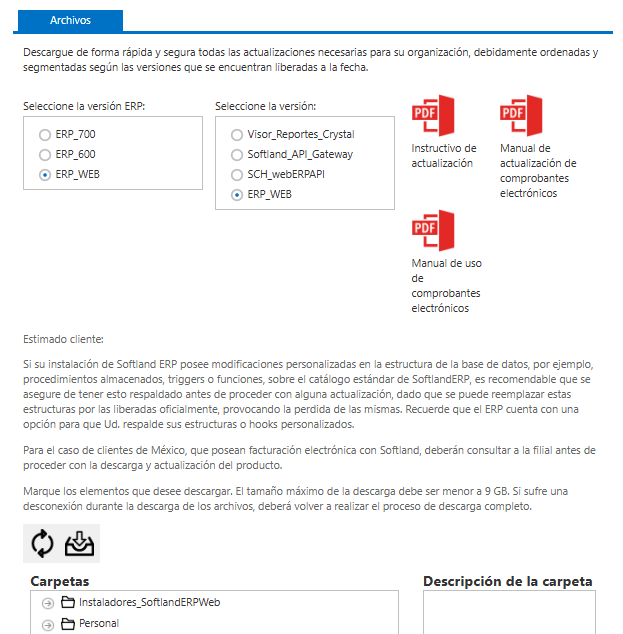 Archivos
Descargue de forma rápida y segura todas las actualizaciones necesarias para su organización, debidamente ordenadas y
segmentadas según las versiones que se encuentran liberadas a la fecha.
Seleccione la versión ERP:
ERP_700
ERP_600
ERP_WEB
Seleccione la versión:
Visor_Reportes_Crystal
Softland_API_Gateway
SCH_webERPAPI
ERP_WEB
PDF
Instructivo de
actualización
PDF
Manual de
actualización de
comprobantes
electrónicos
PDF
Manual de uso
de
comprobantes
electrónicos
Estimado cliente:
Si su instalación de Softland ERP posee modificaciones personalizadas en la estructura de la base de datos, por ejemplo,
procedimientos almacenados, triggers o funciones, sobre el catálogo estándar de SoftlandERP, es recomendable que se
asegure de tener esto respaldado antes de proceder con alguna actualización, dado que se puede reemplazar estas
estructuras por las liberadas oficialmente, provocando la perdida de las mismas. Recuerde que el ERP cuenta con una
opción para que Ud. respalde sus estructuras o hooks personalizados.
Para el caso de clientes de México, que posean facturación electrónica con Softland, deberán consultar a la filial antes de
proceder con la descarga y actualización del producto.
Marque los elementos que desee descargar. El tamaño máximo de la descarga debe ser menor a 9 GB. Si sufre una
desconexión durante la descarga de los archivos, deberá volver a realizar el proceso de descarga completo.
Carpetas
Instaladores_SoftlandERPWeb
Personal
Descripción de la carpeta